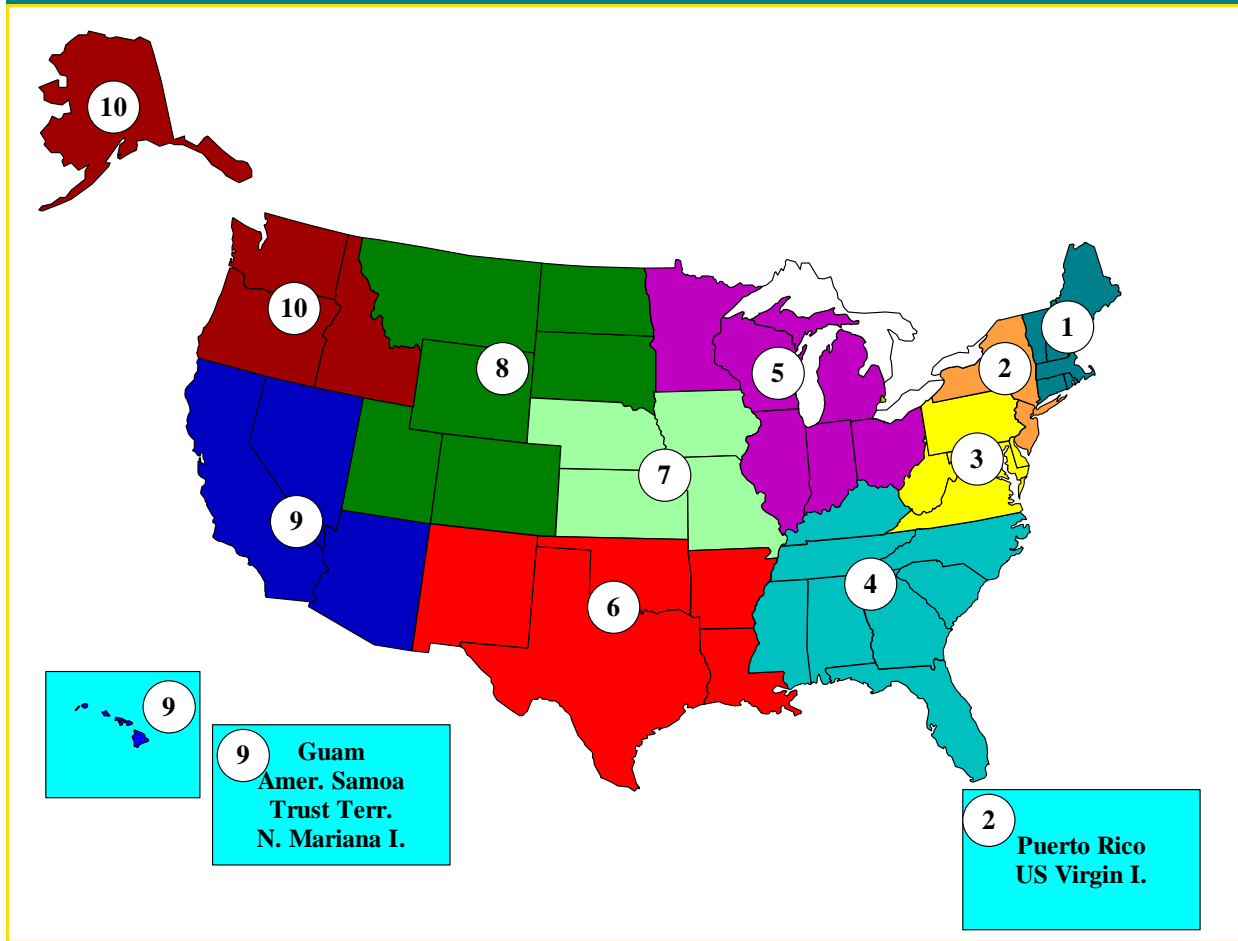 10
10
1
8
5
2
3
7
9
4
6
9
9
Guam
Amer. Samoa
Trust Terr.
N. Mariana I.
2
Puerto Rico
US Virgin I.